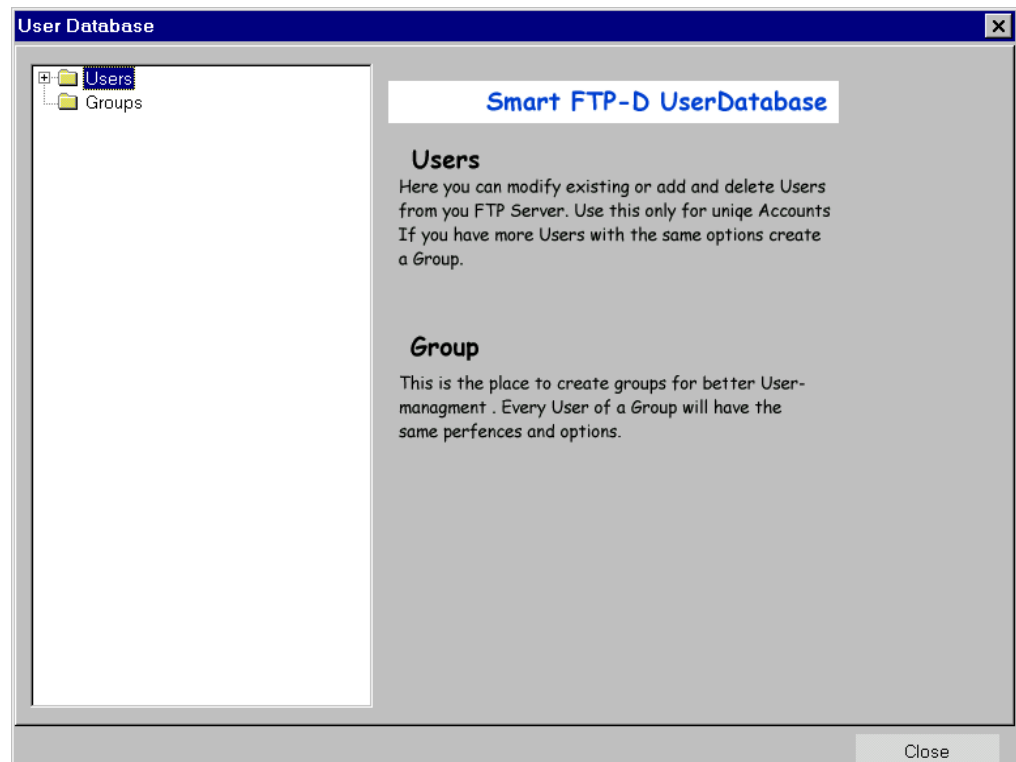 User Database
Users
Groups
Smart FTP-D UserDatabase
Users
Here you can modify existing or add and delete Users
from you FTP Server. Use this only for uniqe Accounts
If you have more Users with the same options create
a Group.
Group
This is the place to create groups for better User-
managment . Every User of a Group will have the
same perfences and options.
Close